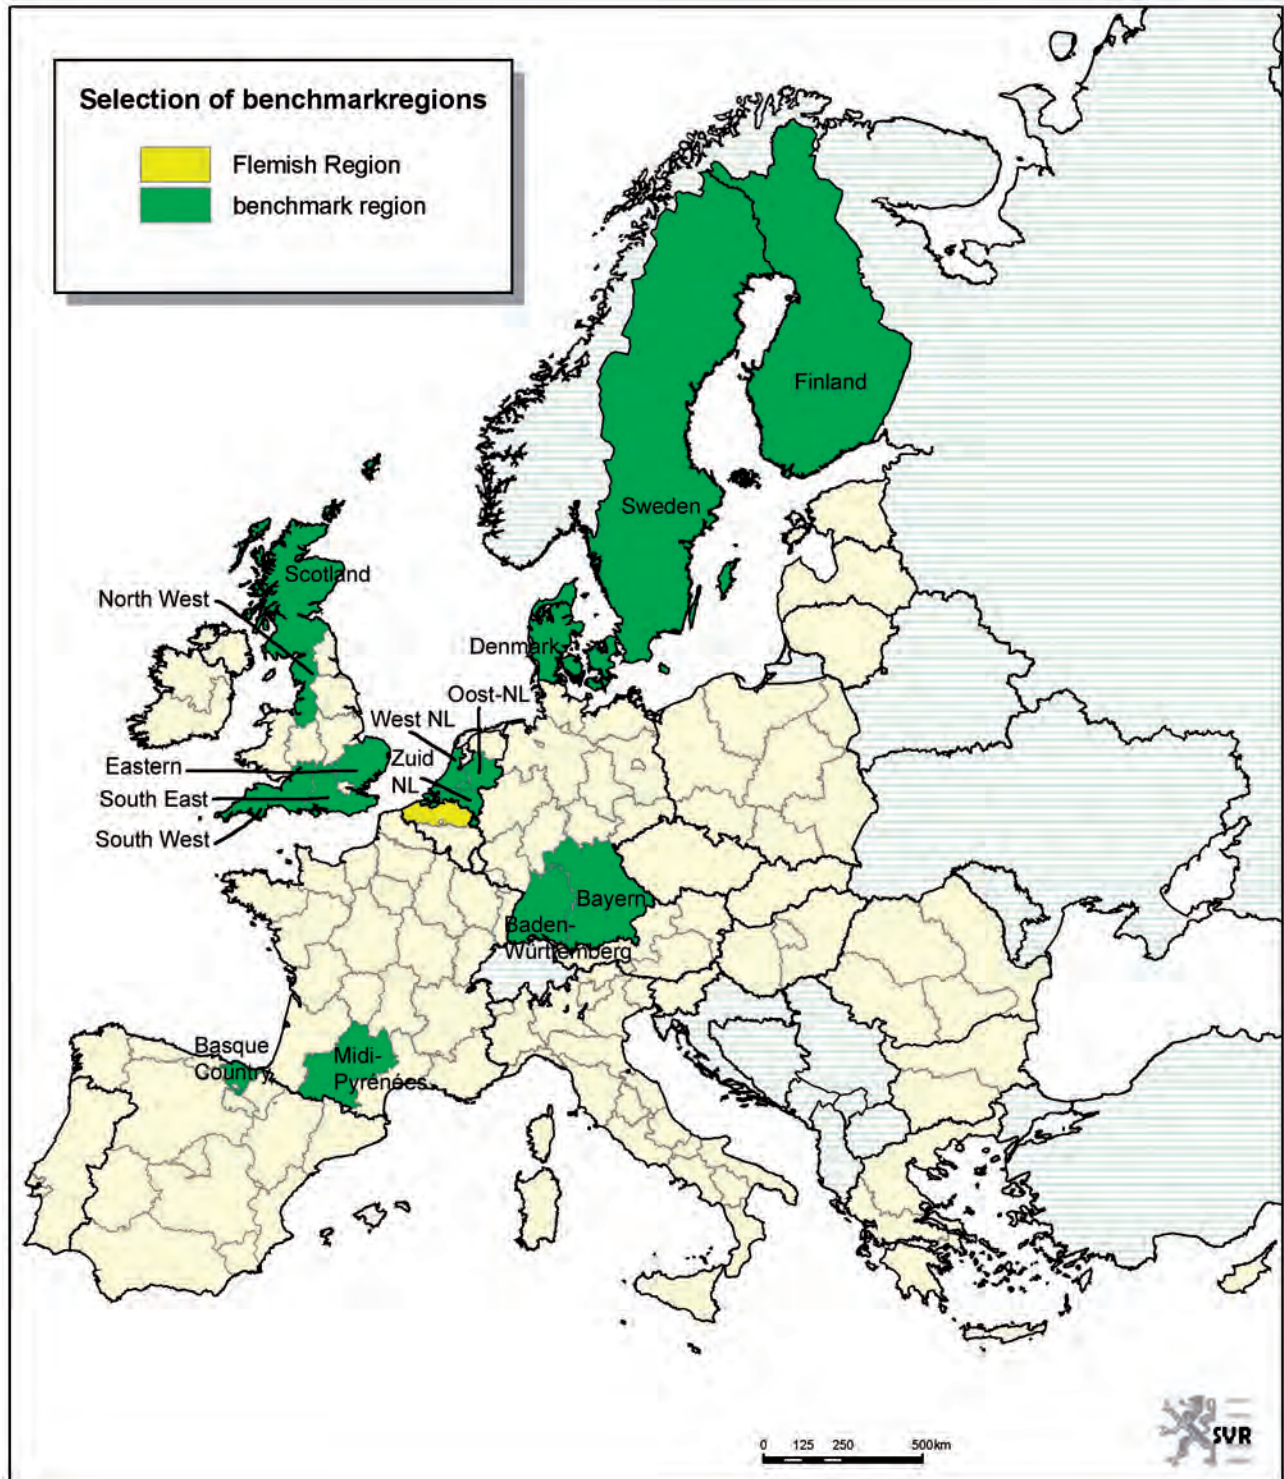 Selection of benchmarkregions
Flemish Region
benchmark region
Finland
Sweden
Scotland
North West
Denmark
Oost-NL
West NL
Zuid
NL
Eastern
South East
South West
Bayern
Baden-
Württemberg
Basque
Country
Midi-
Pyrénées
0 125 250 500km
SVR